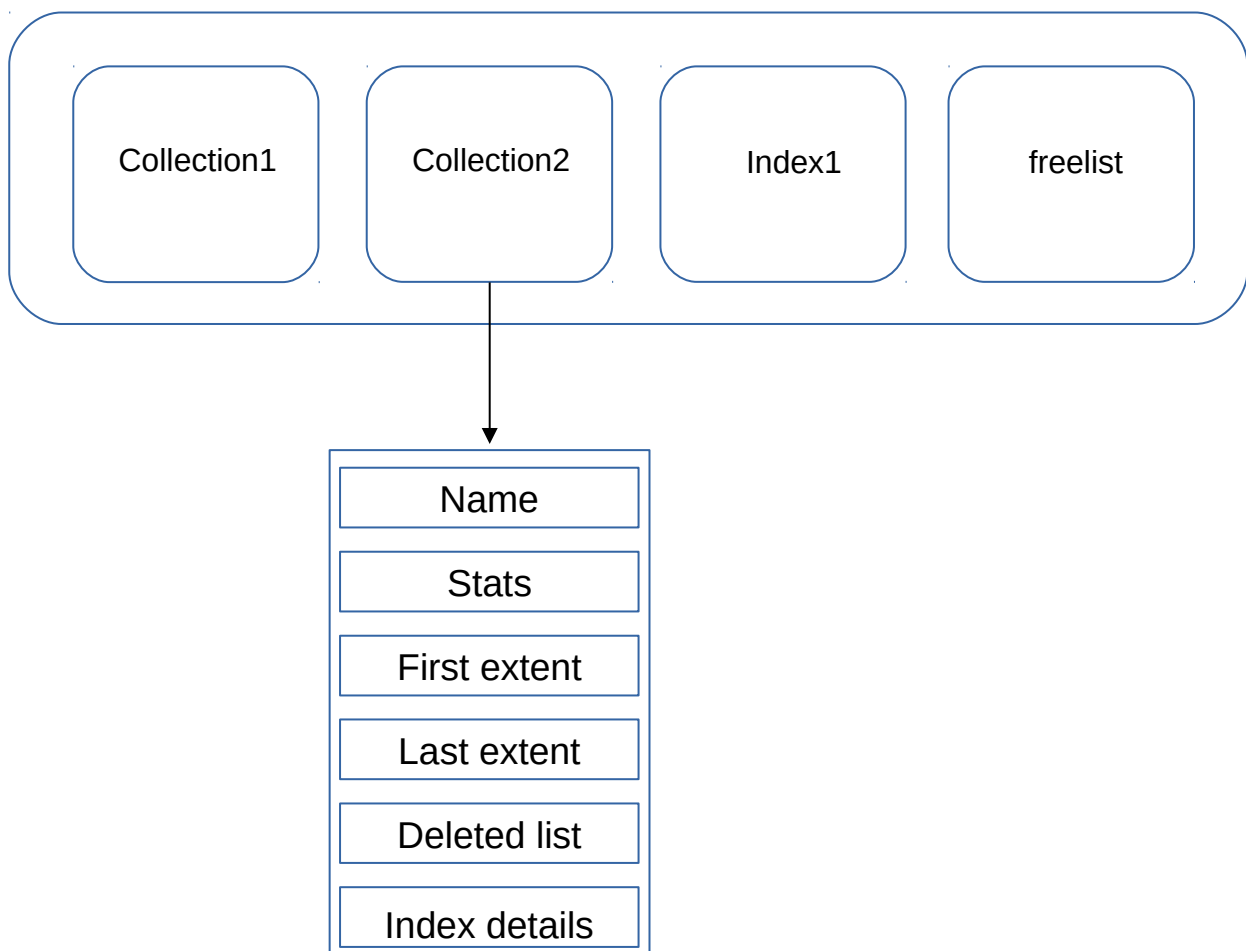 Collection1
Collection2
Index1
freelist
Name
Stats
First extent
Last extent
Deleted list
Index details